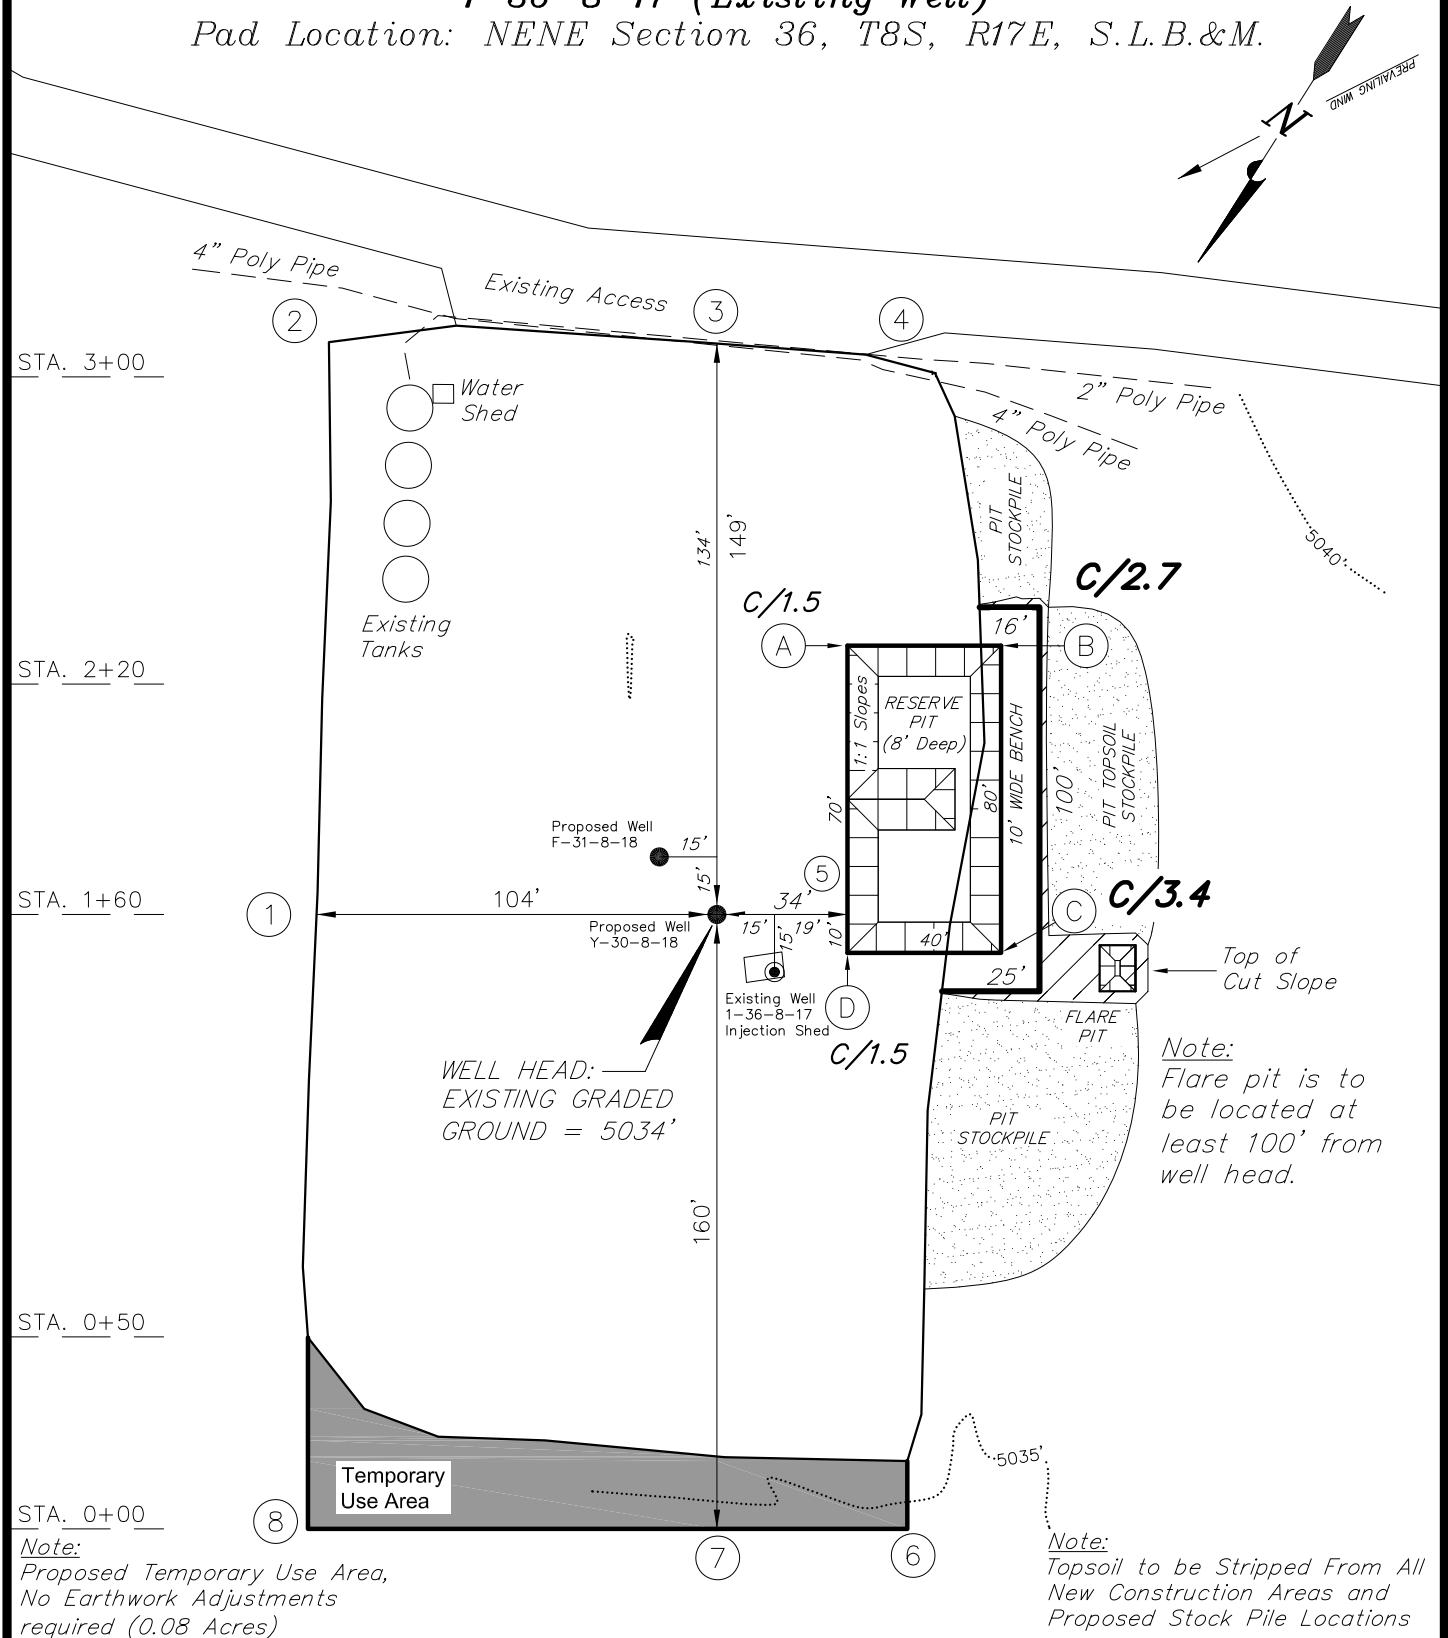 (Existing Well)
Pad Location: NENE Section 36, T8S, R17E, S.L.B.&M.
PREVAILING WIND
N
4" Poly Pipe
Existing Access
2
3
4
STA. 3+00
Water
Shed
2" Poly Pipe
4" Poly Pipe
PIT
STOCKPILE
5040'
134'
149'
C/2.7
C/1.5
16'
Existing
Tanks
A
B
STA. 2+20
1:1 Slopes
RESERVE
PIT
(8' Deep)
10' WIDE BENCH
100'
PIT TOPSOIL
STOCKPILE
70'
80'
Proposed Well
F-31-8-18
15'
15'
5
C/3.4
STA. 1+60
1
104'
34'
C
Proposed Well
Y-30-8-18
15'
15'
19'
10'
40'
Top of
Cut Slope
25'
Existing Well
1-36-8-17
Injection Shed
D
FLARE
PIT
C/1.5
WELL HEAD:
EXISTING GRADED
GROUND = 5034'
Note:
Flare pit is to
be located at
least 100' from
well head.
PIT
STOCKPILE
160'
STA. 0+50
5035'
Temporary
Use Area
STA. 0+00
8
7
6
Note:
Proposed Temporary Use Area,
No Earthwork Adjustments
required (0.08 Acres)
Note:
Topsoil to be Stripped From All
New Construction Areas and
Proposed Stock Pile Locations